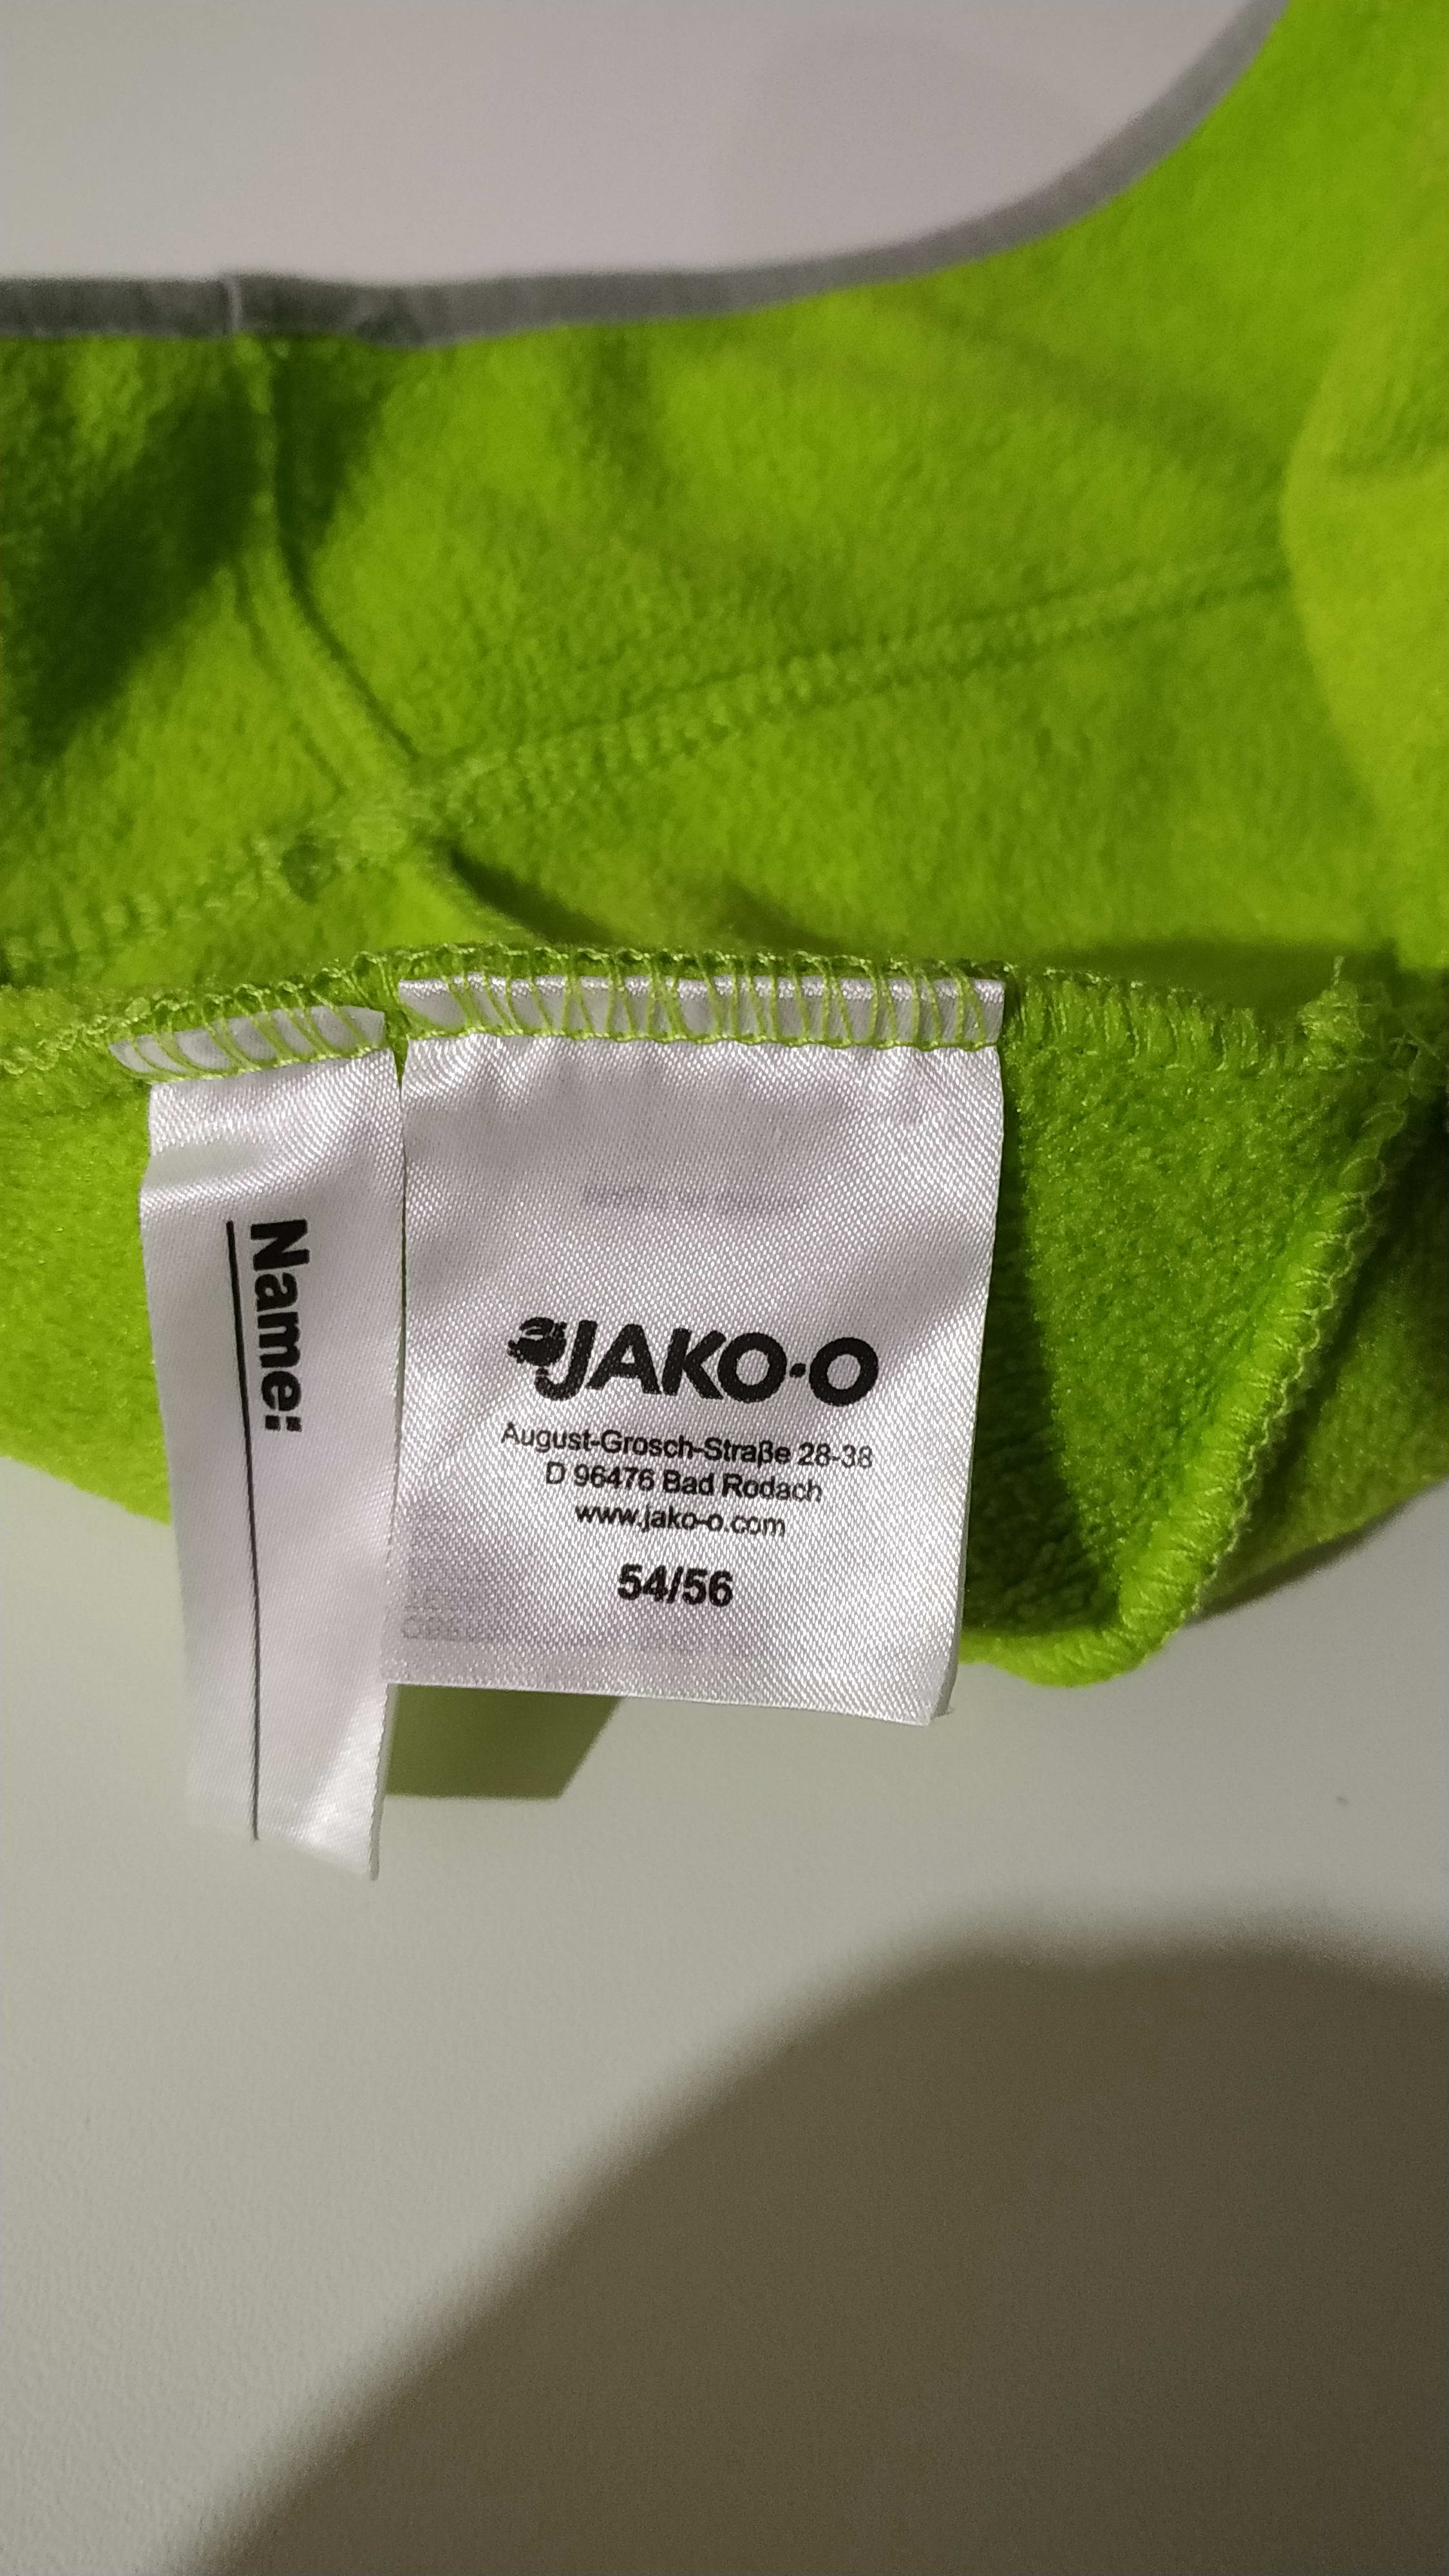 Name:
JAKO-O
August-Grosch-Straße 28-38
D 96476 Bad Rodach
www.jako-o.com
54/56